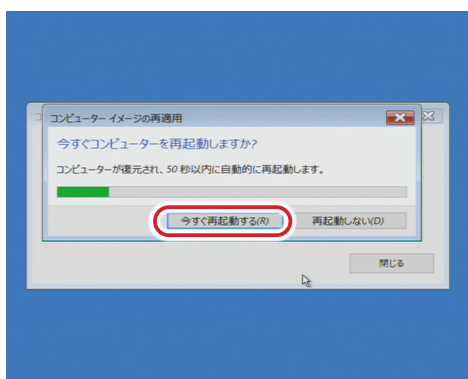 コンピューター イメージの再適用
今すぐコンピューターを再起動しますか?
コンピューターが復元され、50 秒以内に自動的に再起動します。
今すぐ再起動する(R)
再起動しない(D)
閉じる